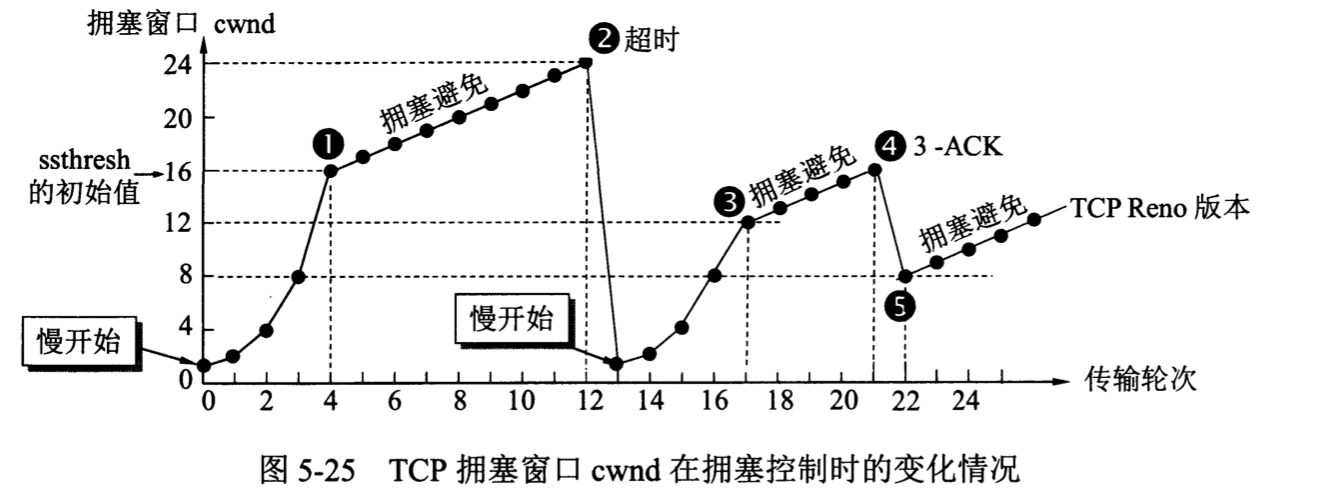 拥塞窗口 cwnd
❷超时
24
拥塞避免
20
❶
❹ 3 -ACK
ssthresh
的初始值
16
拥塞避免
❸
12
TCP Reno 版本
拥塞避免
8
❺
慢开始
4
慢开始
0
0 2 4 6 8 10 12 14 16 18 20 22 24
传输轮次
图 5-25 TCP 拥塞窗口 cwnd 在拥塞控制时的变化情况